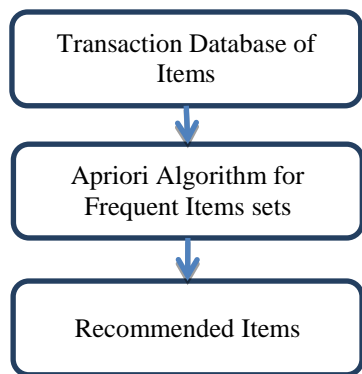 Transaction Database of
Items
Apriori Algorithm for
Frequent Items sets
Recommended Items